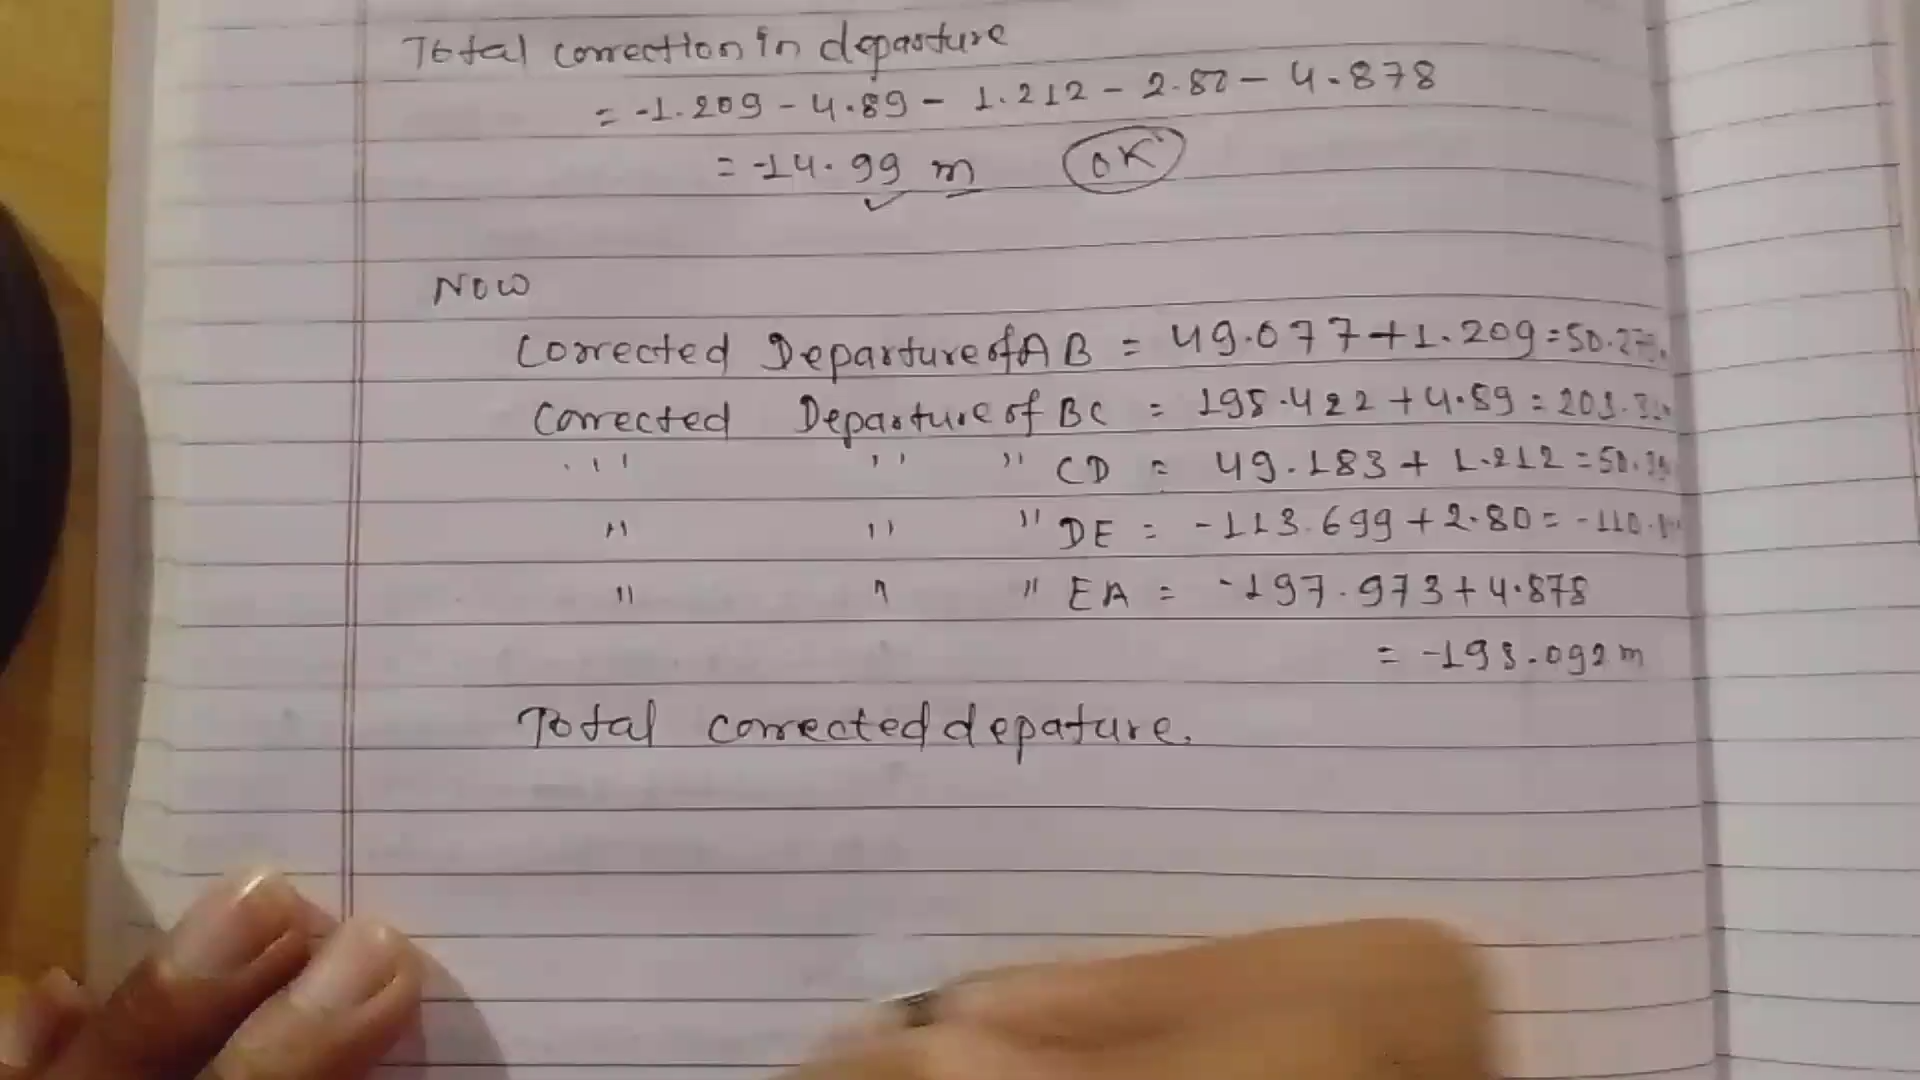 Total correction in departure
= -1.209 - 4.89 - 1.212 - 2.80 - 4.878
= -14.99 m OK
Now
Corrected Departure of AB = 49.077 + 1.209 = 50.27
Corrected Departure of BC = 198.422 + 4.89 = 203.3
" " " CD = 49.183 + 1.212 = 50.39
" " " DE = -113.699 + 2.80 = -110.
" " " EA = -197.973 + 4.878
= -193.092 m
Total corrected depature.